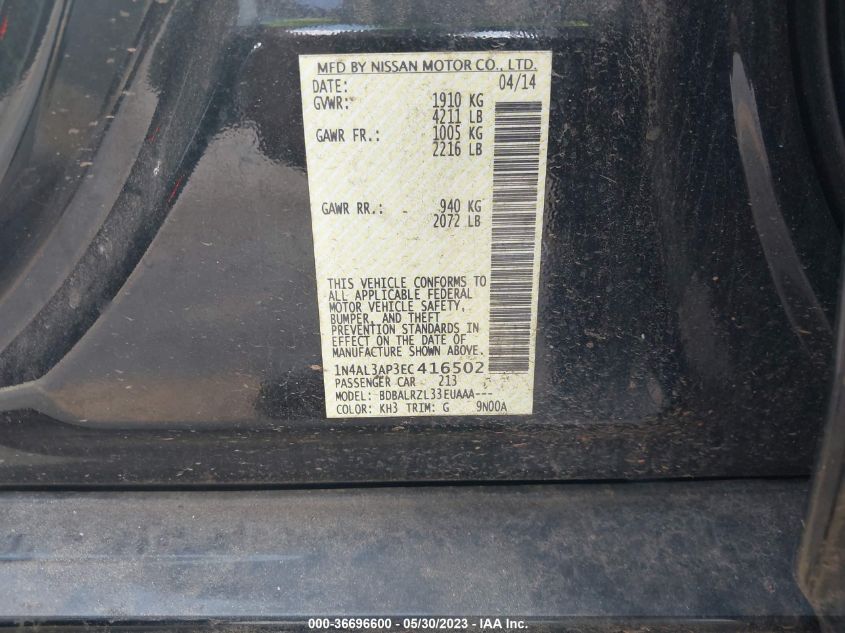 MFD BY NISSAN MOTOR CO., LTD.
DATE: 04/14
GVWR: 1910 KG
4211 LB
GAWR FR.: 1005 KG
2216 LB
GAWR RR.: 940 KG
2072 LB
THIS VEHICLE CONFORMS TO
ALL APPLICABLE FEDERAL
MOTOR VEHICLE SAFETY,
BUMPER, AND THEFT
PREVENTION STANDARDS IN
EFFECT ON THE DATE OF
MANUFACTURE SHOWN ABOVE.
1N4AL3AP3EC416502
PASSENGER CAR 213
MODEL: BDBALRZL33EUAAA---
COLOR: KH3 TRIM: G 9N00A
000-36696600 - 05/30/2023 - IAA Inc.